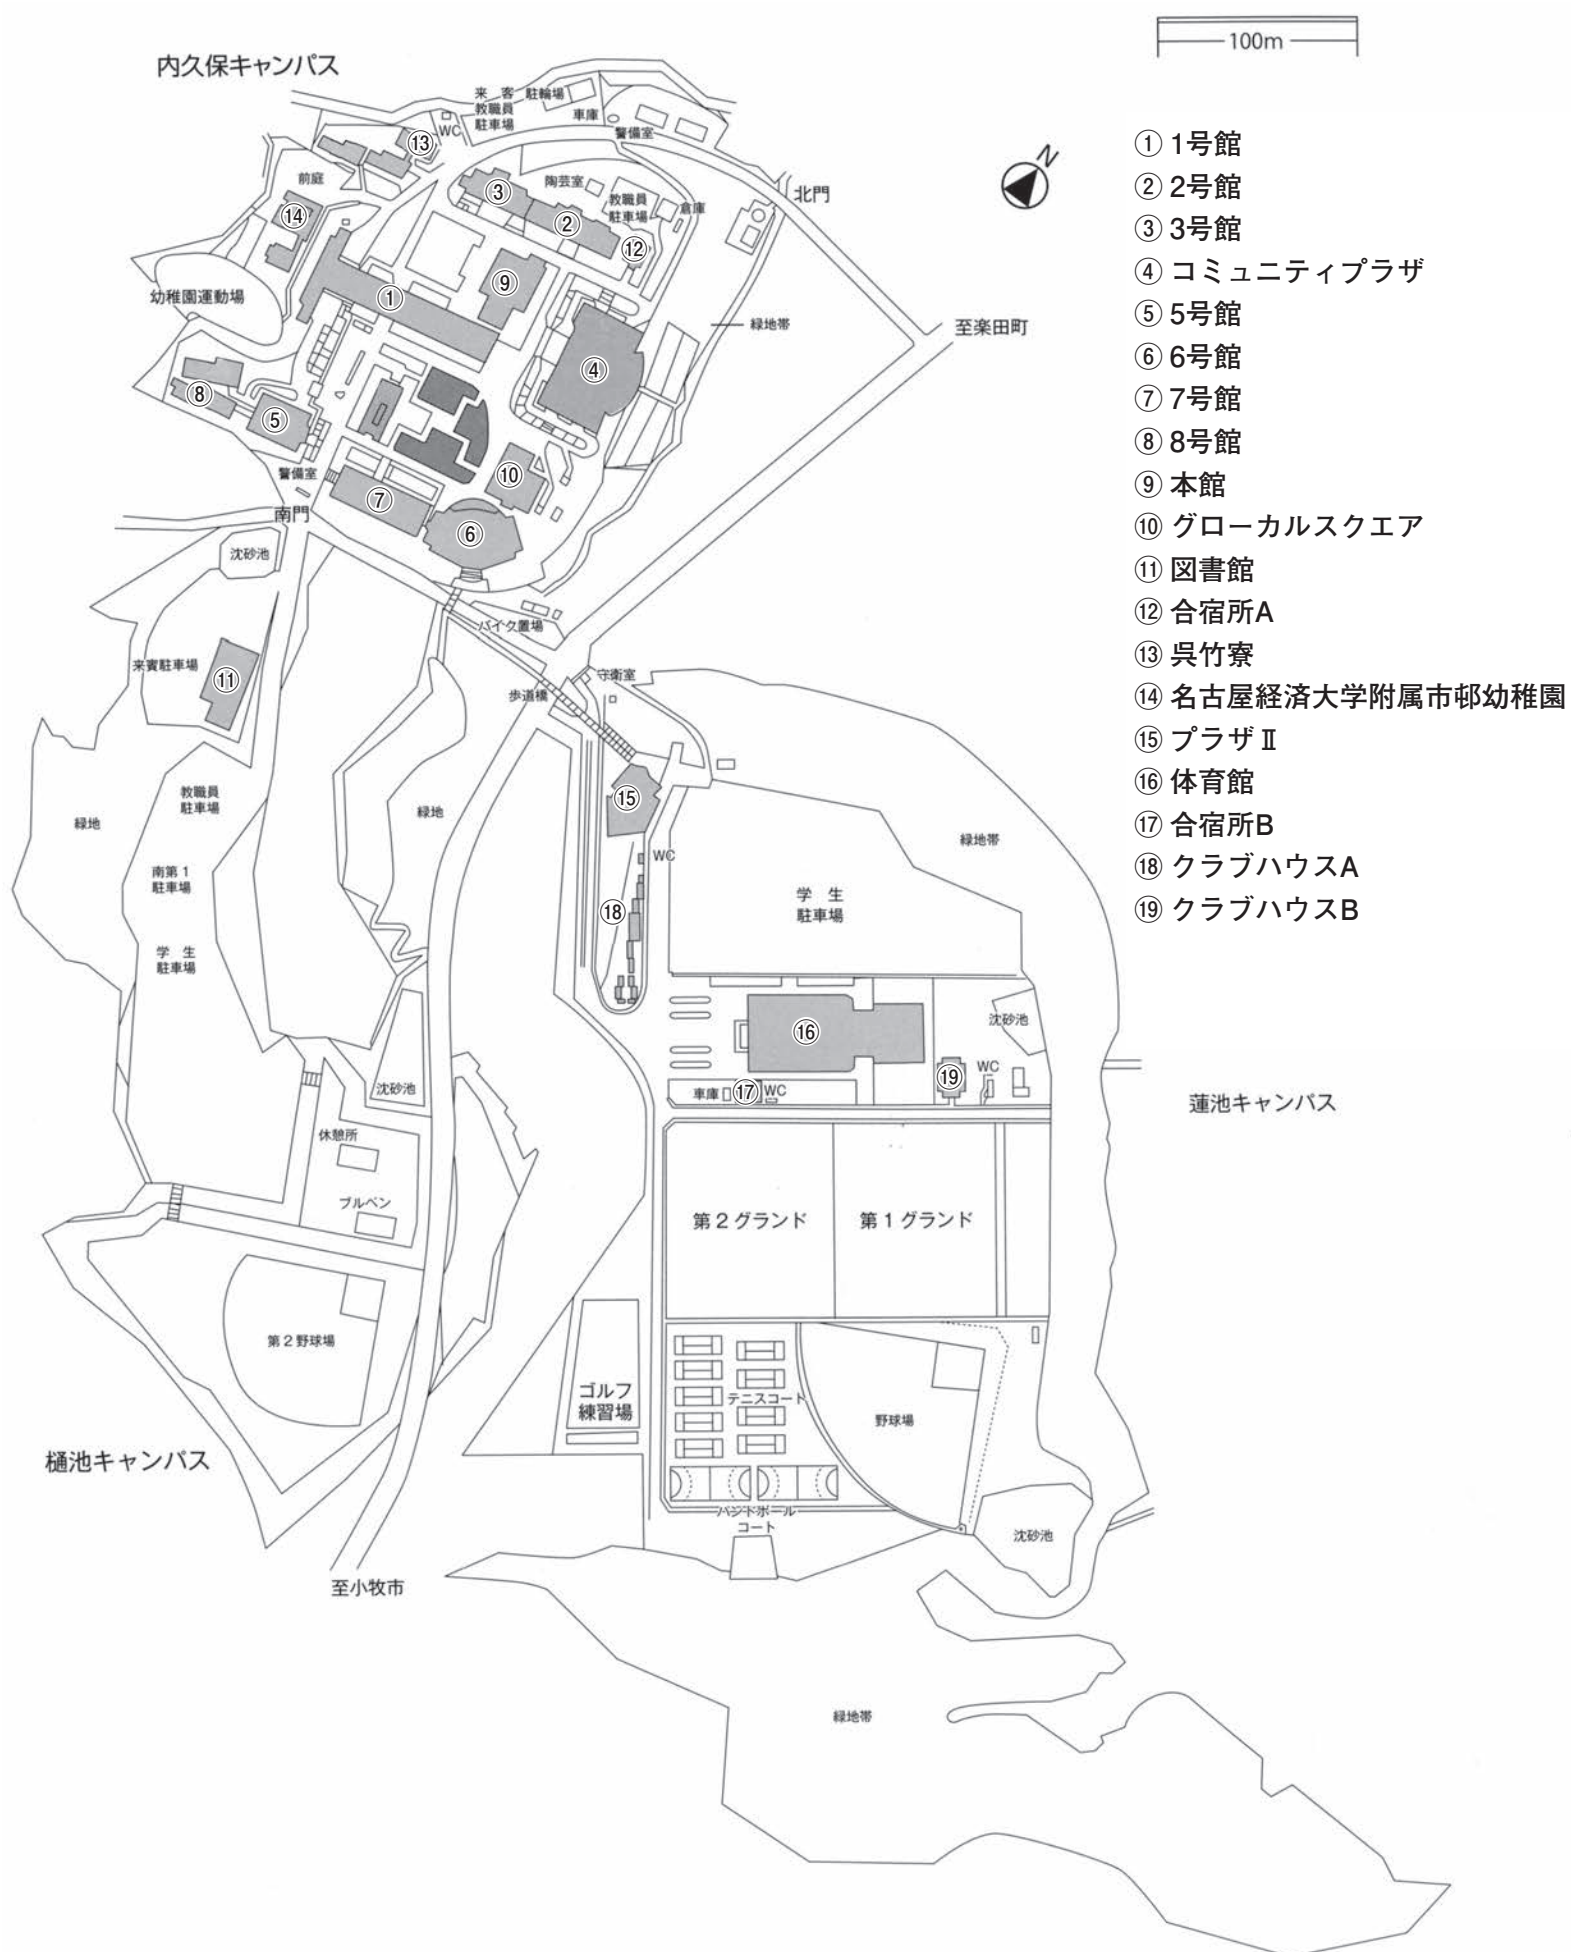 内久保キャンパス
100m
N
来客
教職員
駐車場
駐輪場
車庫
警備室
WC
⑬
前庭
⑭
③
陶芸室
②
教職員
駐車場
倉庫
⑫
北門
幼稚園運動場
①
⑨
④
緑地帯
至楽田町
⑧
⑤
⑩
⑦
⑥
警備室
南門
沈砂池
来賓駐車場
⑪
バイク置場
歩道橋
守衛室
⑮
WC
⑱
緑地
教職員
駐車場
南第1
駐車場
学生
駐車場
緑地
学生
駐車場
緑地帯
⑯
沈砂池
沈砂池
車庫
⑰
WC
⑲
WC
蓮池キャンパス
休憩所
ブルペン
第2グランド
第1グランド
第2野球場
ゴルフ
練習場
テニスコート
野球場
樋池キャンパス
ハンドボール
コート
沈砂池
至小牧市
緑地帯
① 1号館
② 2号館
③ 3号館
④ コミュニティプラザ
⑤ 5号館
⑥ 6号館
⑦ 7号館
⑧ 8号館
⑨ 本館
⑩ グローカルスクエア
⑪ 図書館
⑫ 合宿所A
⑬ 呉竹寮
⑭ 名古屋経済大学附属市邨幼稚園
⑮ プラザⅡ
⑯ 体育館
⑰ 合宿所B
⑱ クラブハウスA
⑲ クラブハウスB